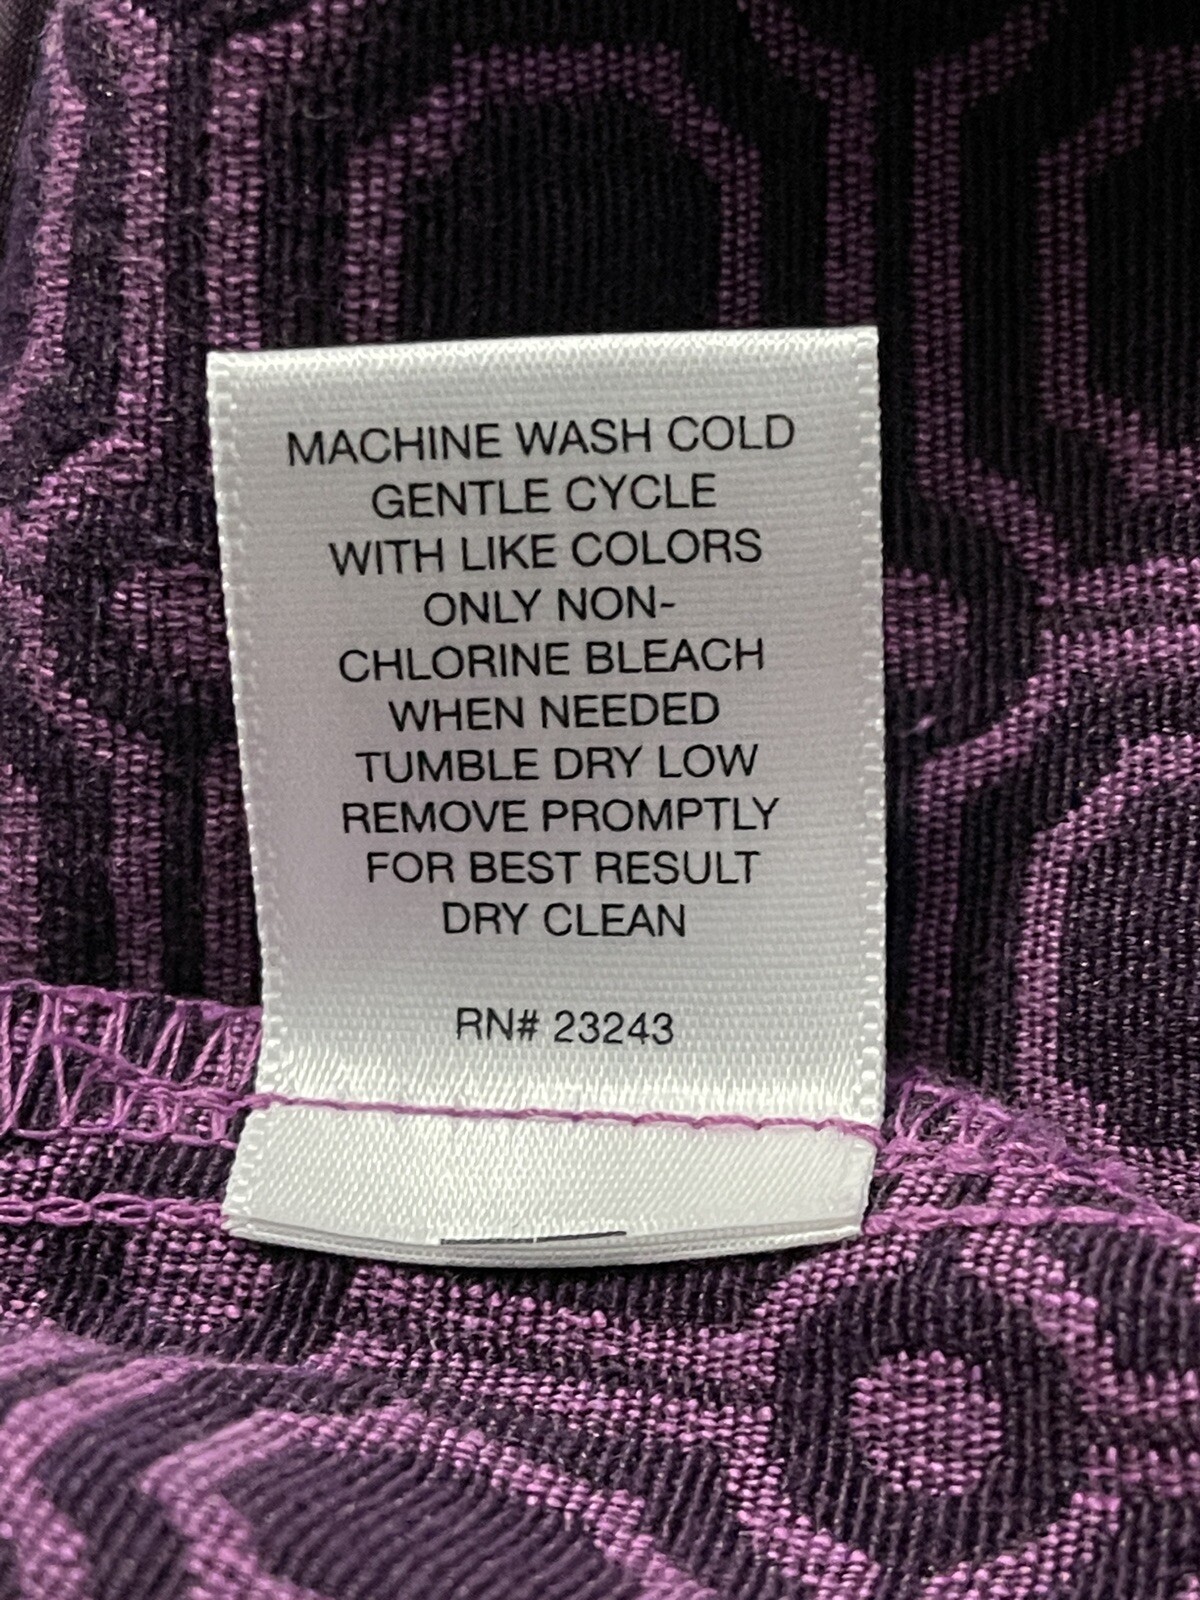 MACHINE WASH COLD
GENTLE CYCLE
WITH LIKE COLORS
ONLY NON-
CHLORINE BLEACH
WHEN NEEDED
TUMBLE DRY LOW
REMOVE PROMPTLY
FOR BEST RESULT
DRY CLEAN
RN# 23243